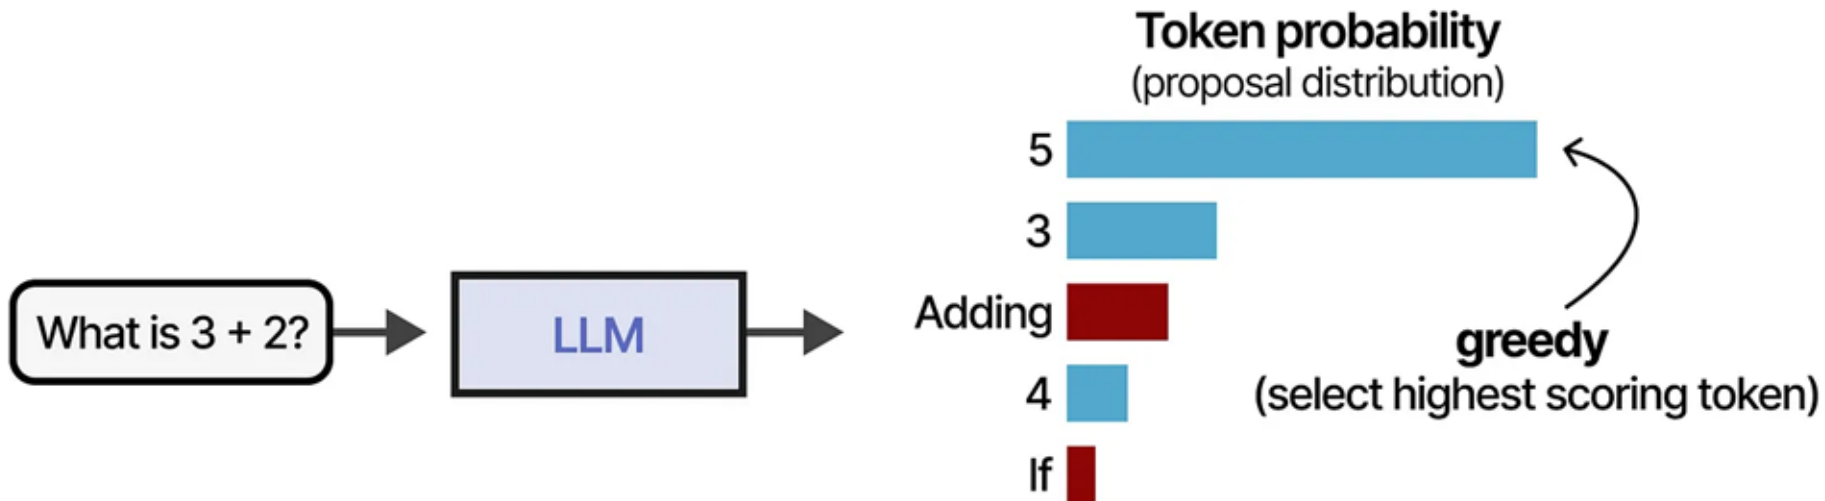 What is 3 + 2?
LLM
Token probability
(proposal distribution)
5
3
Adding
4
If
greedy
(select highest scoring token)